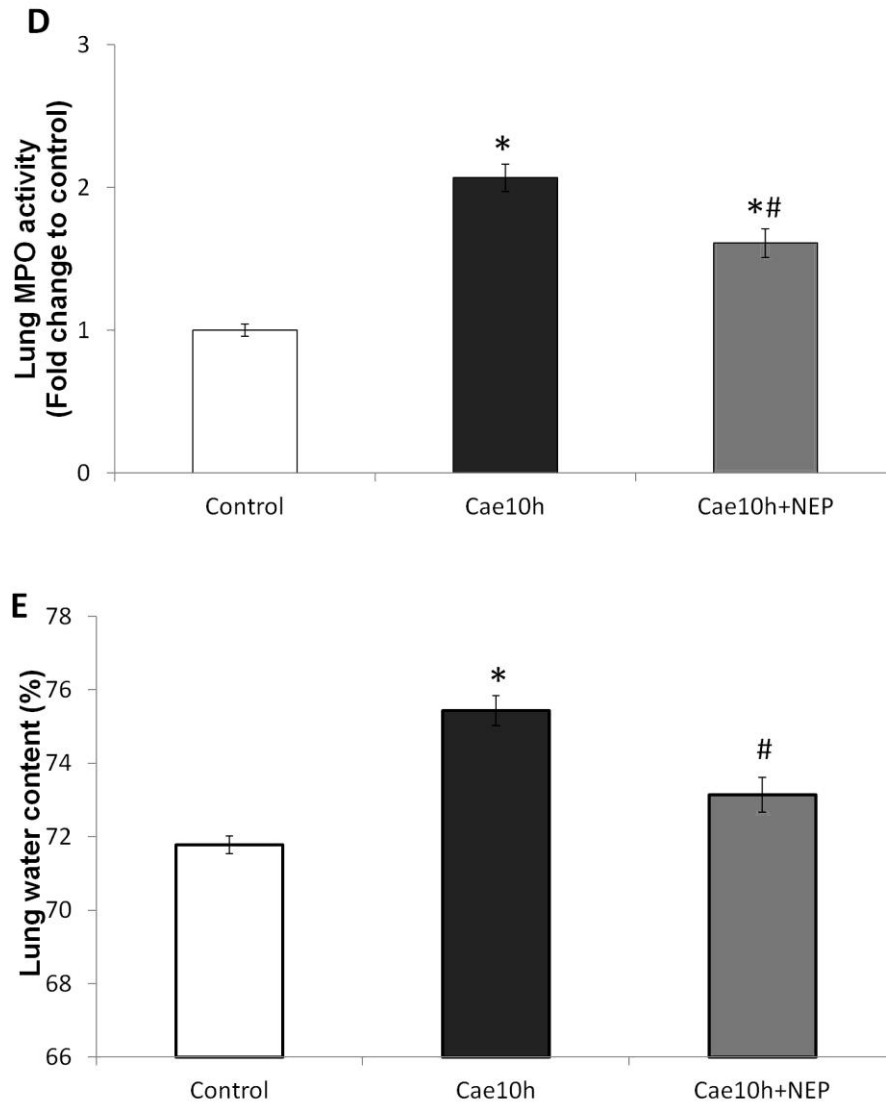 D
Lung MPO activity
(Fold change to control)
3
2
1
0
*
*#
Control Cae10h Cae10h+NEP
E
Lung water content (%)
78
76
74
72
70
68
66
*
#
Control Cae10h Cae10h+NEP